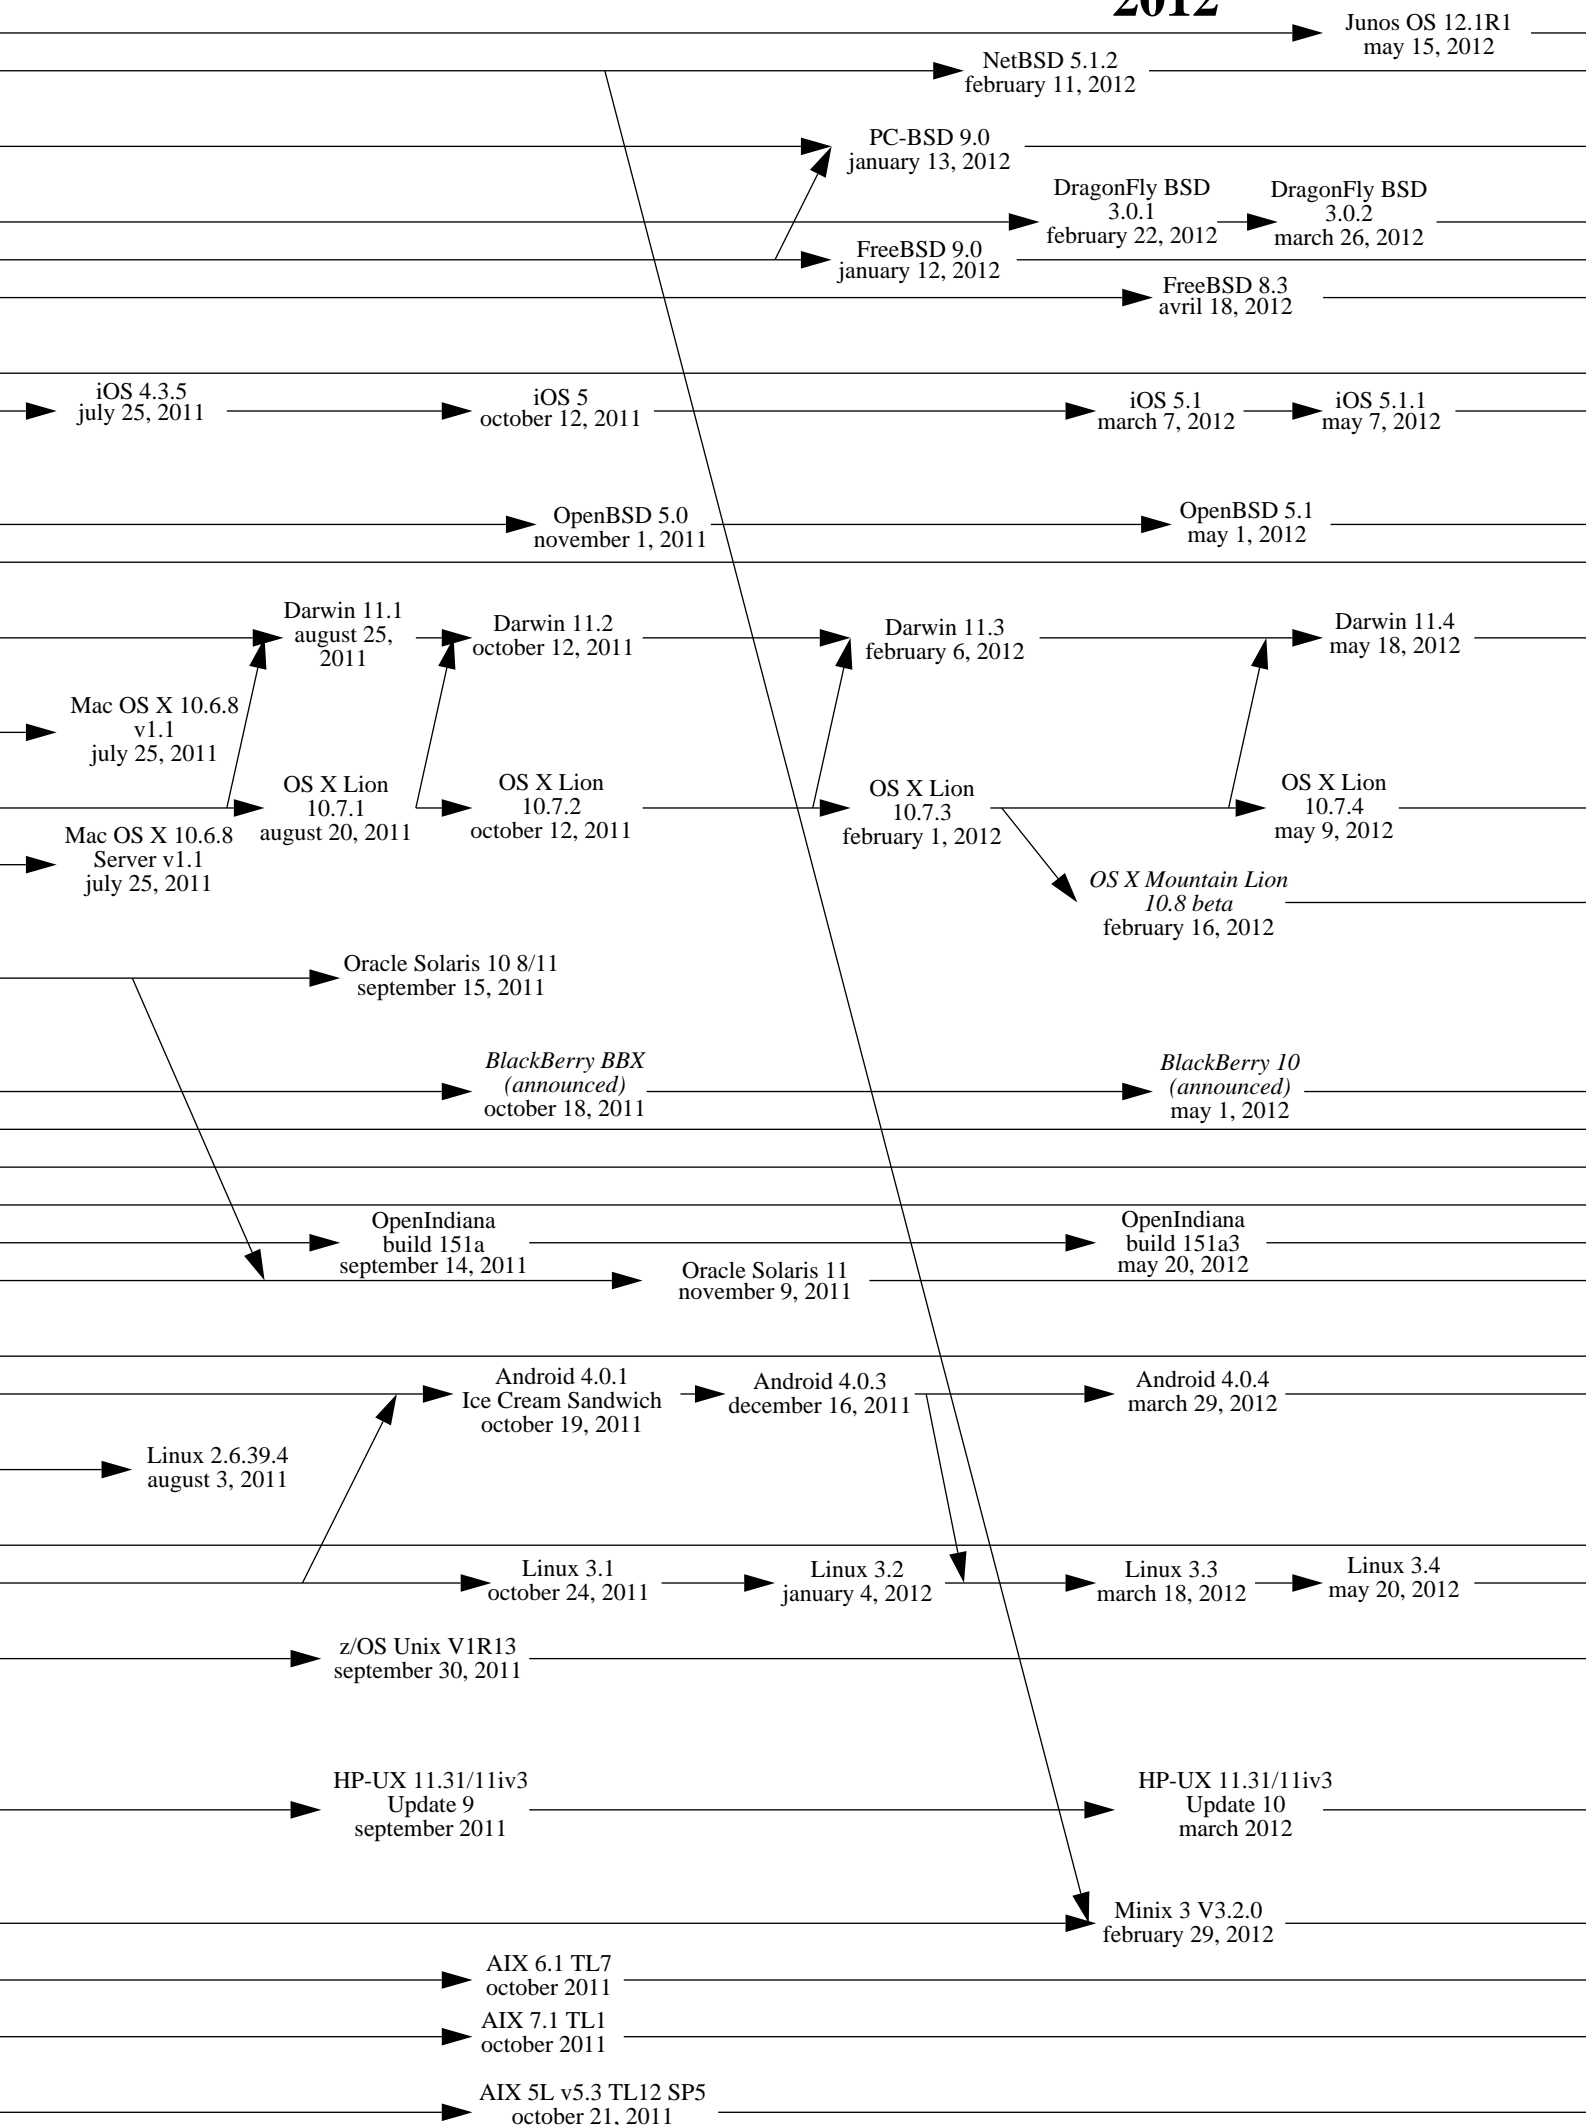 2012
Junos OS 12.1R1
may 15, 2012
NetBSD 5.1.2
february 11, 2012
PC-BSD 9.0
january 13, 2012
DragonFly BSD
3.0.1
february 22, 2012
DragonFly BSD
3.0.2
march 26, 2012
FreeBSD 9.0
january 12, 2012
FreeBSD 8.3
avril 18, 2012
iOS 4.3.5
july 25, 2011
iOS 5
october 12, 2011
iOS 5.1
march 7, 2012
iOS 5.1.1
may 7, 2012
OpenBSD 5.0
november 1, 2011
OpenBSD 5.1
may 1, 2012
Darwin 11.1
august 25,
2011
Darwin 11.2
october 12, 2011
Darwin 11.3
february 6, 2012
Darwin 11.4
may 18, 2012
Mac OS X 10.6.8
v1.1
july 25, 2011
OS X Lion
10.7.1
august 20, 2011
OS X Lion
10.7.2
october 12, 2011
OS X Lion
10.7.3
february 1, 2012
OS X Lion
10.7.4
may 9, 2012
Mac OS X 10.6.8
Server v1.1
july 25, 2011
OS X Mountain Lion
10.8 beta
february 16, 2012
Oracle Solaris 10 8/11
september 15, 2011
BlackBerry BBX
(announced)
october 18, 2011
BlackBerry 10
(announced)
may 1, 2012
OpenIndiana
build 151a
september 14, 2011
OpenIndiana
build 151a3
may 20, 2012
Oracle Solaris 11
november 9, 2011
Android 4.0.1
Ice Cream Sandwich
october 19, 2011
Android 4.0.3
december 16, 2011
Android 4.0.4
march 29, 2012
Linux 2.6.39.4
august 3, 2011
Linux 3.1
october 24, 2011
Linux 3.2
january 4, 2012
Linux 3.3
march 18, 2012
Linux 3.4
may 20, 2012
z/OS Unix V1R13
september 30, 2011
HP-UX 11.31/11iv3
Update 9
september 2011
HP-UX 11.31/11iv3
Update 10
march 2012
Minix 3 V3.2.0
february 29, 2012
AIX 6.1 TL7
october 2011
AIX 7.1 TL1
october 2011
AIX 5L v5.3 TL12 SP5
october 21, 2011